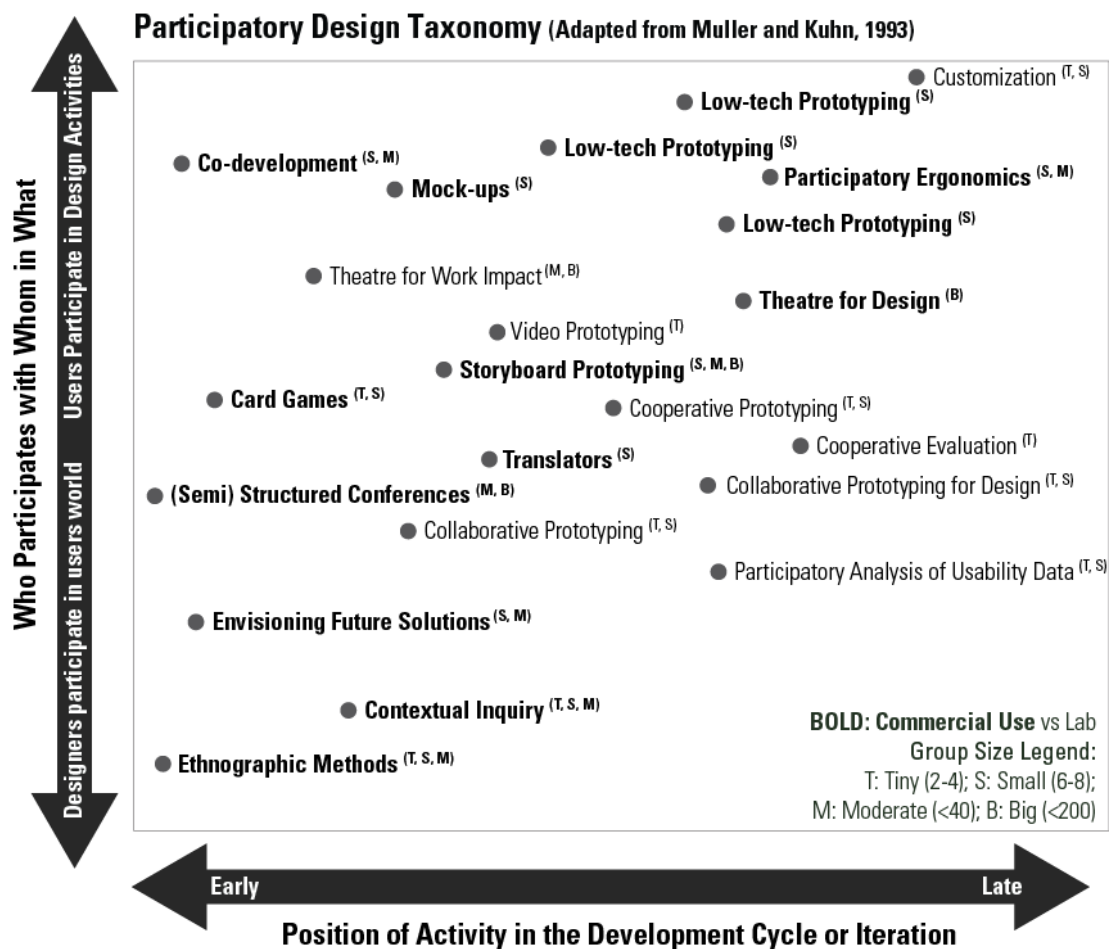 Participatory Design Taxonomy (Adapted from Muller and Kuhn, 1993)
Who Participates with Whom in What
Users Participate in Design Activities
Designers participate in users world
Customization (T, S)
Low-tech Prototyping (S)
Low-tech Prototyping (S)
Co-development (S, M)
Participatory Ergonomics (S, M)
Mock-ups (S)
Low-tech Prototyping (S)
Theatre for Work Impact (M, B)
Theatre for Design (B)
Video Prototyping (T)
Storyboard Prototyping (S, M, B)
Card Games (T, S)
Cooperative Prototyping (T, S)
Cooperative Evaluation (T)
Translators (S)
Collaborative Prototyping for Design (T, S)
(Semi) Structured Conferences (M, B)
Collaborative Prototyping (T, S)
Participatory Analysis of Usability Data (T, S)
Envisioning Future Solutions (S, M)
Contextual Inquiry (T, S, M)
Ethnographic Methods (T, S, M)
BOLD: Commercial Use vs Lab
Group Size Legend:
T: Tiny (2-4); S: Small (6-8);
M: Moderate (<40); B: Big (<200)
Early
Late
Position of Activity in the Development Cycle or Iteration